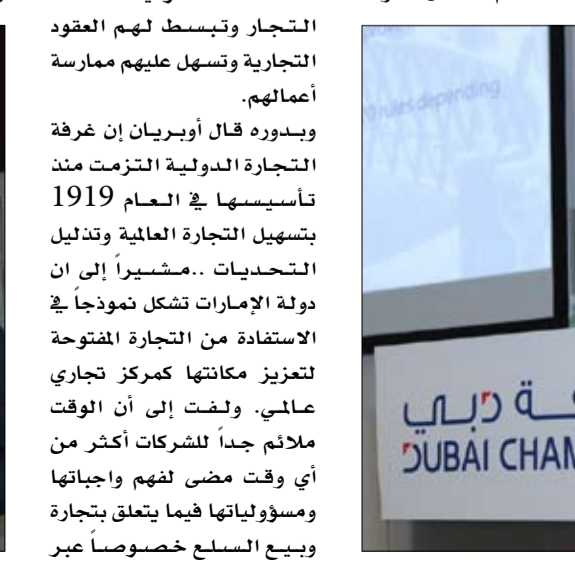 التجار وتبسط لهم العقود
التجارية وتسهل عليهم ممارسة
أعمالهم.
وبدوره قال أوبريان إن غرفة
التجارة الدولية التزمت منذ
تأسيسها في العام 1919
بتسهيل التجارة العالمية وتذليل
التحديات ..مشيراً إلى ان
دولة الإمارات تشكل نموذجاً في
الاستفادة من التجارة المفتوحة
لتعزيز مكانتها كمركز تجاري
عالمي. ولفت إلى أن الوقت
ملائم جداً للشركات أكثر من
أي وقت مضى لفهم واجباتها
ومسؤولياتها فيما يتعلق بتجارة
وبيع السلع خصوصاً عبر
rules depending
دبي
DUBAI CHAM